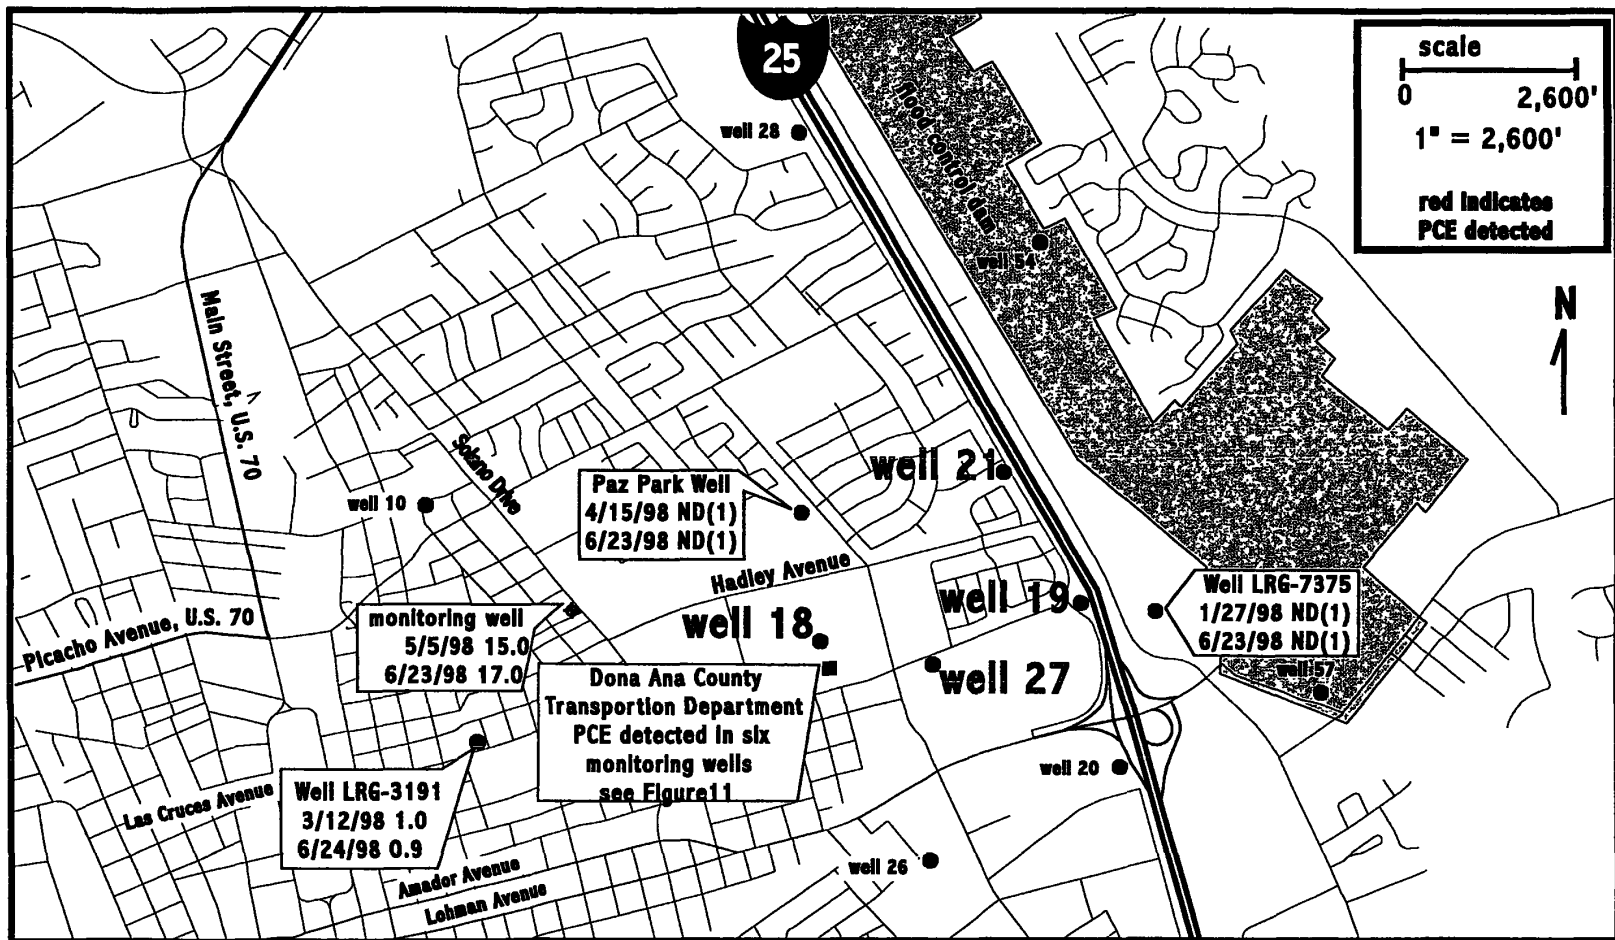 25
scale
0 2,600'
1" = 2,600'
red indicates
PCE detected
N
well 28
flood control dam
well 54
Main Street, U.S. 70
Solano Drive
well 21
well 10
Paz Park Well
4/15/98 ND(1)
6/23/98 ND(1)
Hadley Avenue
well 19
Well LRG-7375
1/27/98 ND(1)
6/23/98 ND(1)
well 57
Picacho Avenue, U.S. 70
monitoring well
5/5/98 15.0
6/23/98 17.0
well 18
well 27
Dona Ana County
Transportion Department
PCE detected in six
monitoring wells
see Figure11
well 20
Las Cruces Avenue
Well LRG-3191
3/12/98 1.0
6/24/98 0.9
well 26
Amador Avenue
Lohman Avenue